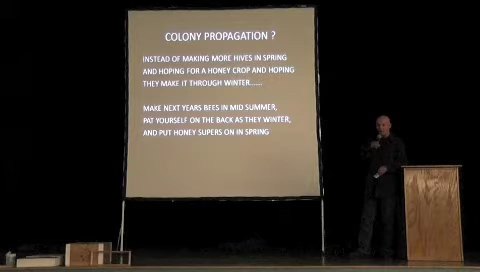 COLONY PROPAGATION ?
INSTEAD OF MAKING MORE HIVES IN SPRING
AND HOPING FOR A HONEY CROP AND HOPING
THEY MAKE IT THROUGH WINTER.......
MAKE NEXT YEARS BEES IN MID SUMMER,
PAT YOURSELF ON THE BACK AS THEY WINTER,
AND PUT HONEY SUPERS ON IN SPRING